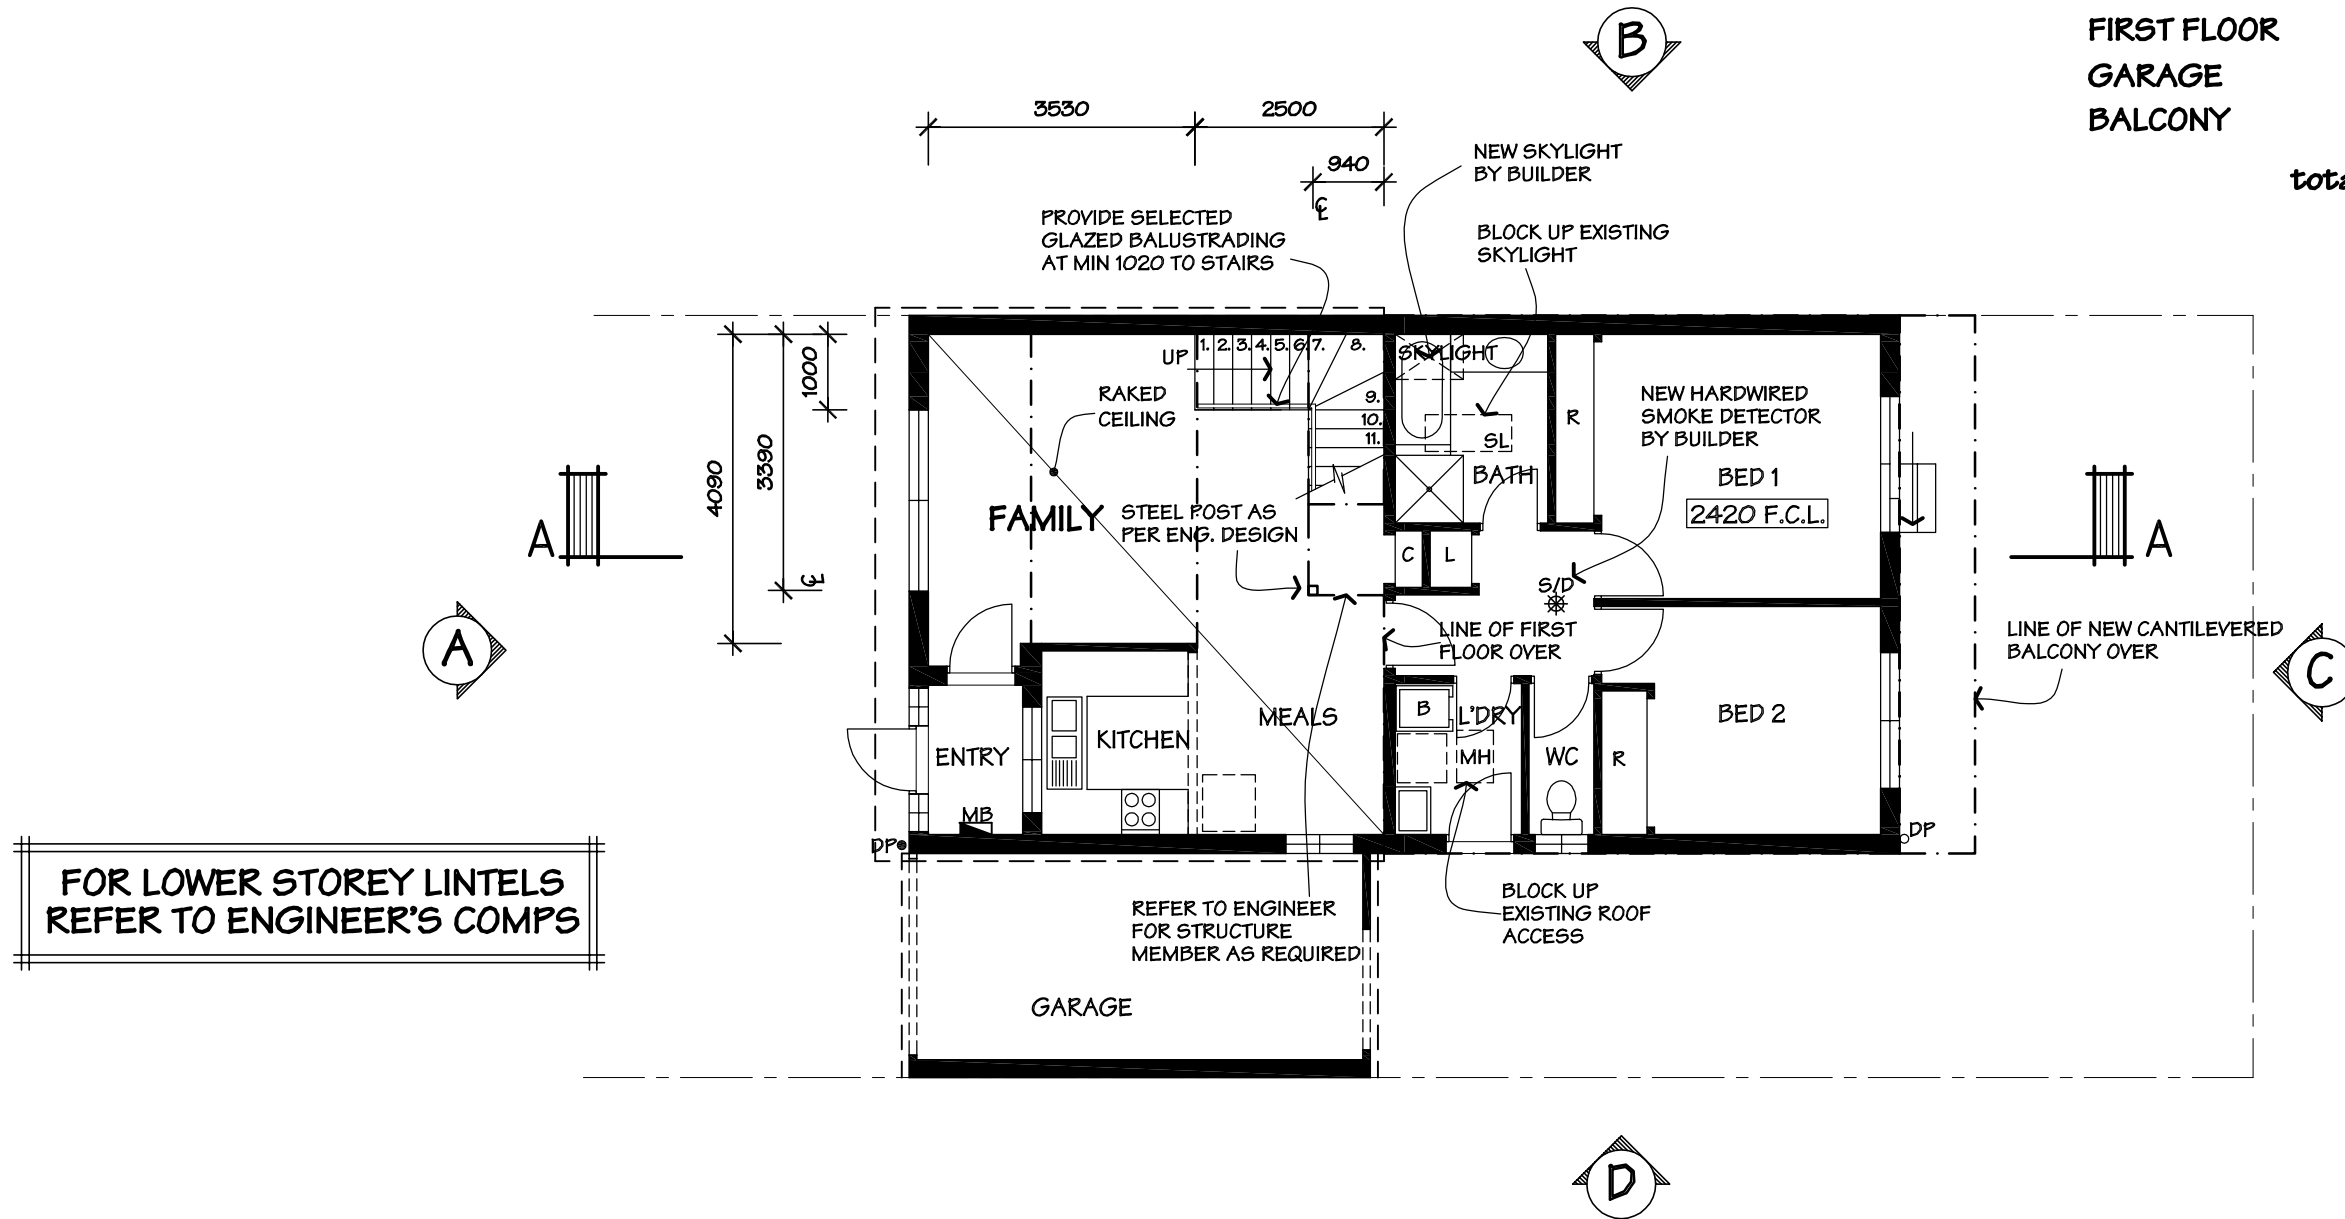 B
FIRST FLOOR
GARAGE
BALCONY
3530
2500
940
℄
NEW SKYLIGHT
BY BUILDER
PROVIDE SELECTED
GLAZED BALUSTRADING
AT MIN 1020 TO STAIRS
BLOCK UP EXISTING
SKYLIGHT
1000
3390
4090
℄
UP
1. 2. 3. 4. 5. 6. 7. 8.
9.
10.
11.
SKYLIGHT
RAKED
CEILING
R
NEW HARDWIRED
SMOKE DETECTOR
BY BUILDER
SL
BATH
BED 1
2420 F.C.L.
FAMILY
STEEL POST AS
PER ENG. DESIGN
A
A
C
L
S/D
A
LINE OF FIRST
FLOOR OVER
LINE OF NEW CANTILEVERED
BALCONY OVER
C
B
L'DRY
BED 2
MEALS
KITCHEN
ENTRY
MH
WC
R
MB
DP
DP
FOR LOWER STOREY LINTELS
REFER TO ENGINEER'S COMPS
REFER TO ENGINEER
FOR STRUCTURE
MEMBER AS REQUIRED
BLOCK UP
EXISTING ROOF
ACCESS
GARAGE
D